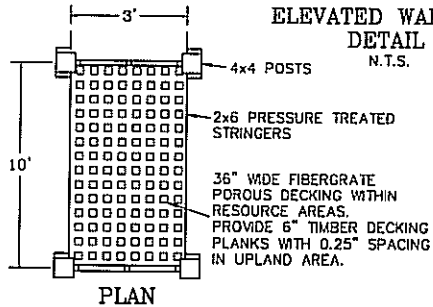 3'
ELEVATED WA
DETAIL
N.T.S.
4x4 POSTS
2x6 PRESSURE TREATED
STRINGERS
10'
36" WIDE FIBERGRATE
POROUS DECKING WITHIN
RESOURCE AREAS.
PROVIDE 6" TIMBER DECKING
PLANKS WITH 0.25" SPACING
IN UPLAND AREA.
PLAN